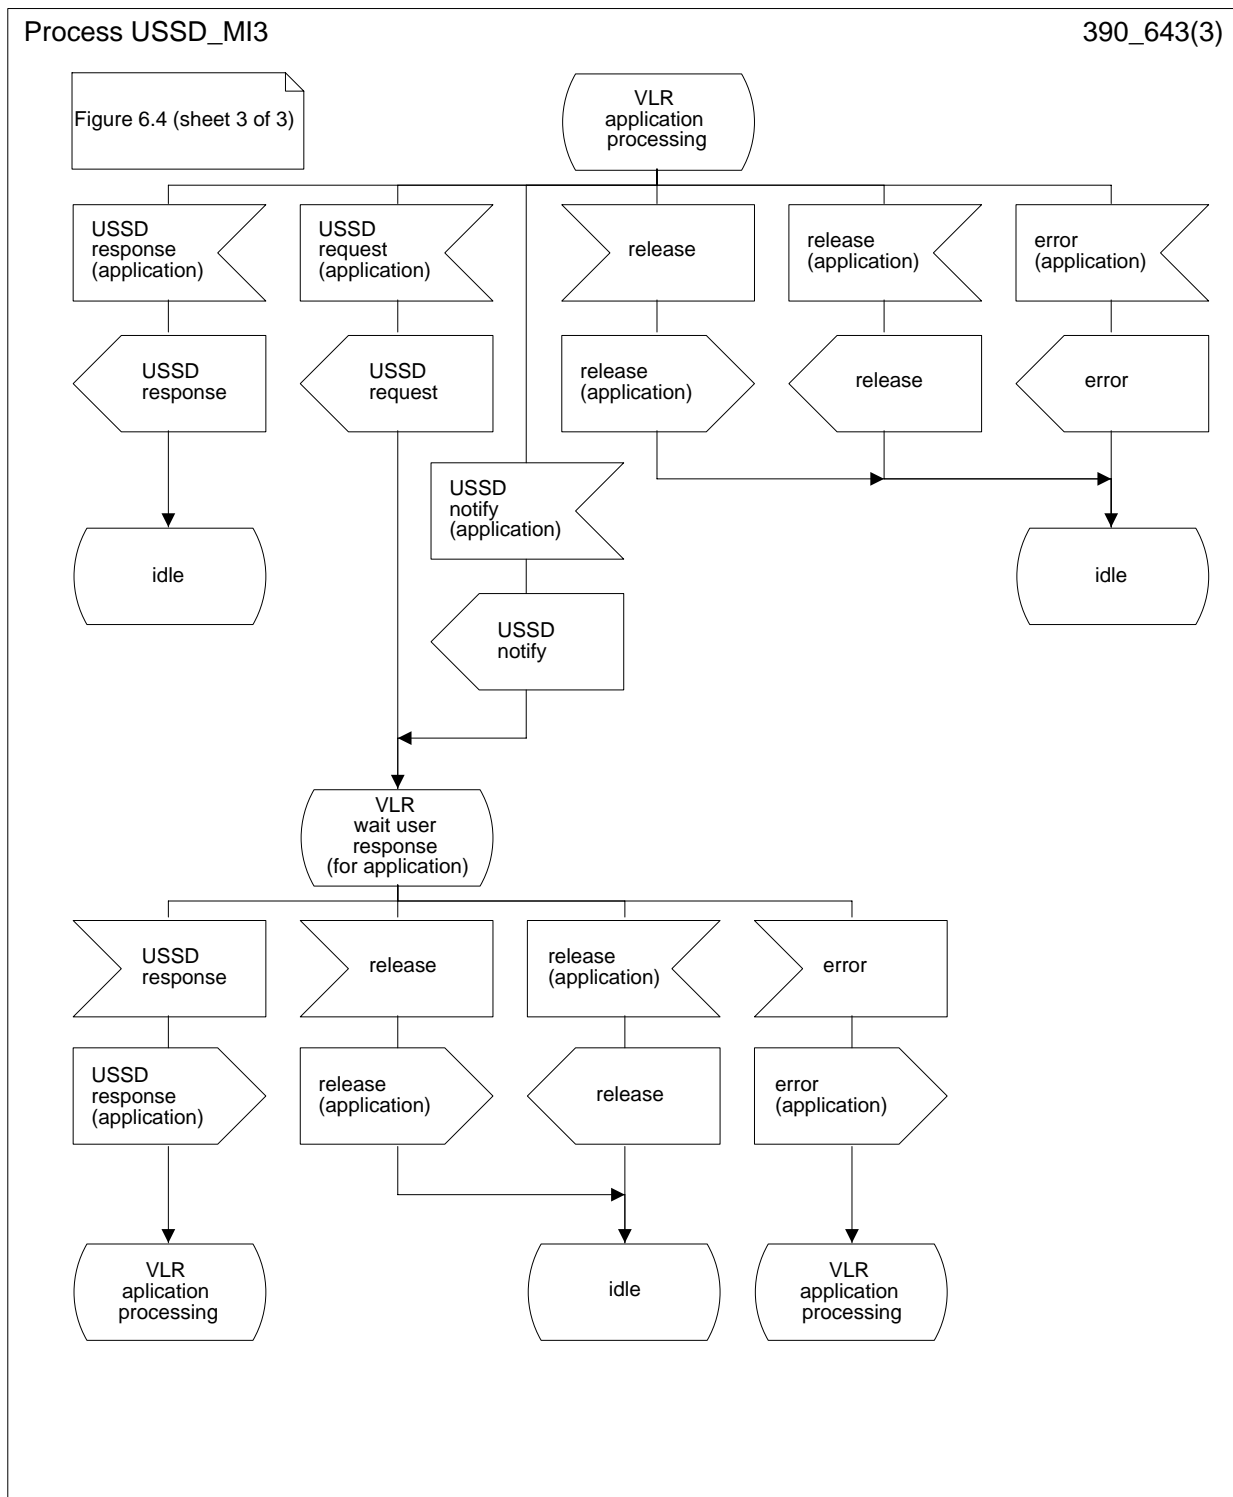 Process USSD_MI3
390_643(3)
Figure 6.4 (sheet 3 of 3)
VLR
application
processing
USSD
response
(application)
USSD
request
(application)
release
release
(application)
error
(application)
USSD
response
USSD
request
release
(application)
release
error
USSD
notify
(application)
idle
idle
USSD
notify
VLR
wait user
response
(for application)
USSD
response
release
release
(application)
error
USSD
response
(application)
release
(application)
release
error
(application)
VLR
aplication
processing
idle
VLR
application
processing